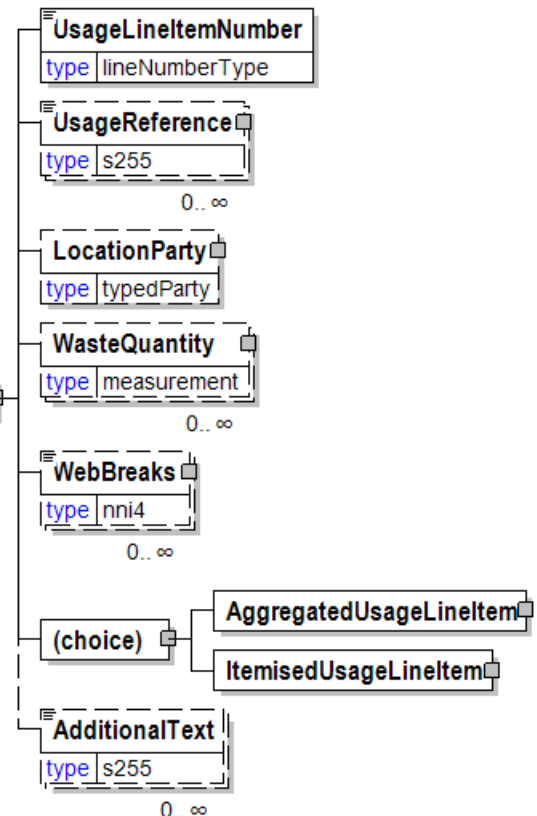 UsageLineItemNumber
type lineNumberType
UsageReference
type s255
0.. ∞
LocationParty
type typedParty
WasteQuantity
type measurement
0.. ∞
WebBreaks
type nni4
0.. ∞
(choice)
AggregatedUsageLineItem
ItemisedUsageLineItem
AdditionalText
type s255
0.. ∞